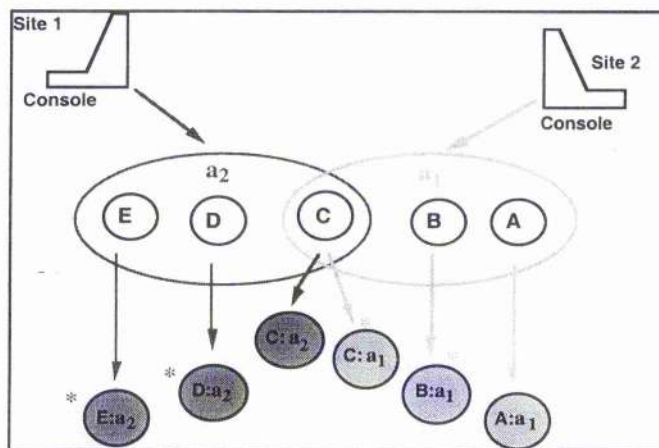 Site 1
Console
Site 2
Console
a₂
a₁
E
D
C
B
A
C:a₂
*
C:a₁
*
D:a₂
*
B:a₁
*
E:a₂
A:a₁